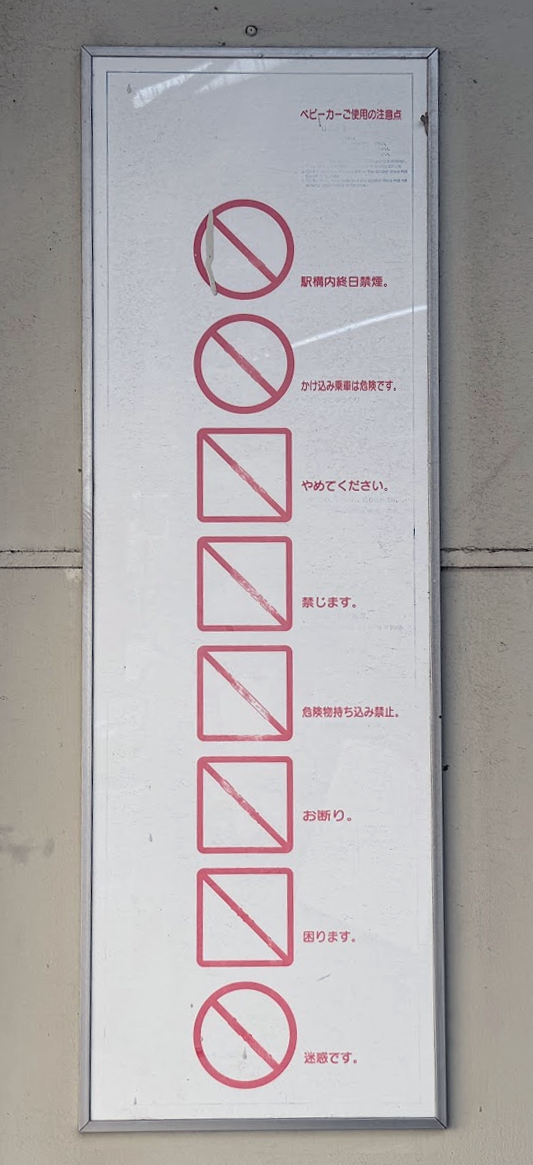 ベビーカーご使用の注意点
駅構内終日禁煙。
かけ込み乗車は危険です。
やめてください。
禁じます。
危険物持ち込み禁止。
お断り。
困ります。
迷惑です。